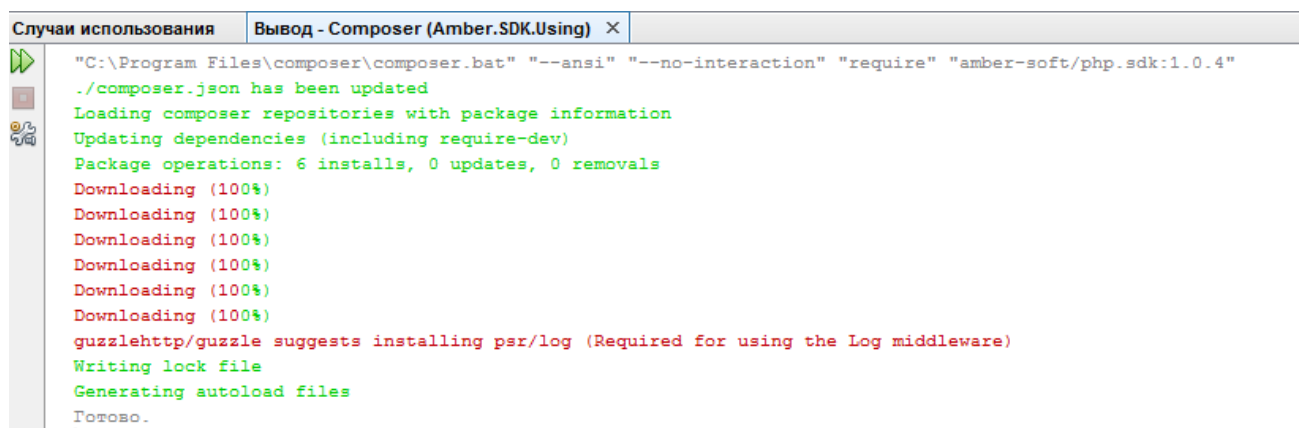 Случаи использования
Вывод - Composer (Amber.SDK.Using) ×
"C:\Program Files\composer\composer.bat" "--ansi" "--no-interaction" "require" "amber-soft/php.sdk:1.0.4"
./composer.json has been updated
Loading composer repositories with package information
Updating dependencies (including require-dev)
Package operations: 6 installs, 0 updates, 0 removals
Downloading (100%)
Downloading (100%)
Downloading (100%)
Downloading (100%)
Downloading (100%)
Downloading (100%)
guzzlehttp/guzzle suggests installing psr/log (Required for using the Log middleware)
Writing lock file
Generating autoload files
Готово.